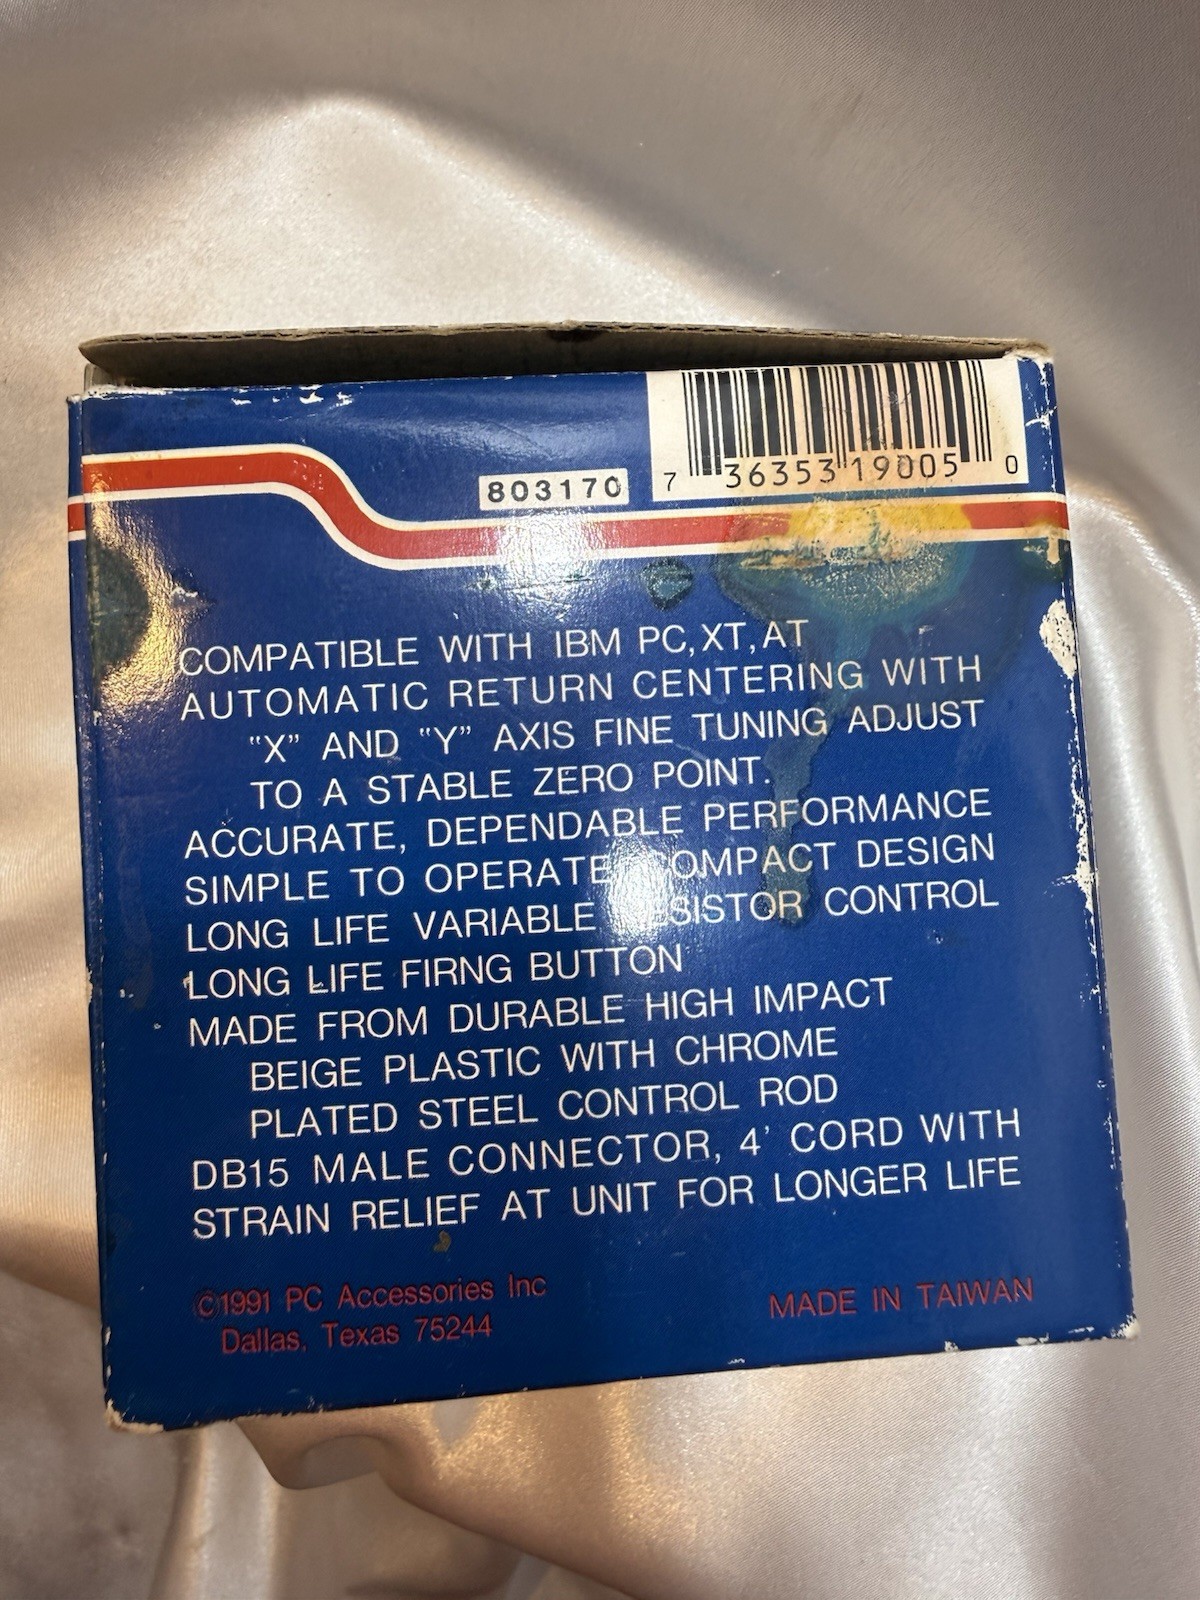 7 36353 19005 0
803170
COMPATIBLE WITH IBM PC, XT, AT
AUTOMATIC RETURN CENTERING WITH
"X" AND "Y" AXIS FINE TUNING ADJUST
TO A STABLE ZERO POINT.
ACCURATE, DEPENDABLE PERFORMANCE
SIMPLE TO OPERATE COMPACT DESIGN
LONG LIFE VARIABLE RESISTOR CONTROL
LONG LIFE FIRNG BUTTON
MADE FROM DURABLE HIGH IMPACT
BEIGE PLASTIC WITH CHROME
PLATED STEEL CONTROL ROD
DB15 MALE CONNECTOR, 4' CORD WITH
STRAIN RELIEF AT UNIT FOR LONGER LIFE
©1991 PC Accessories Inc
Dallas, Texas 75244
MADE IN TAIWAN